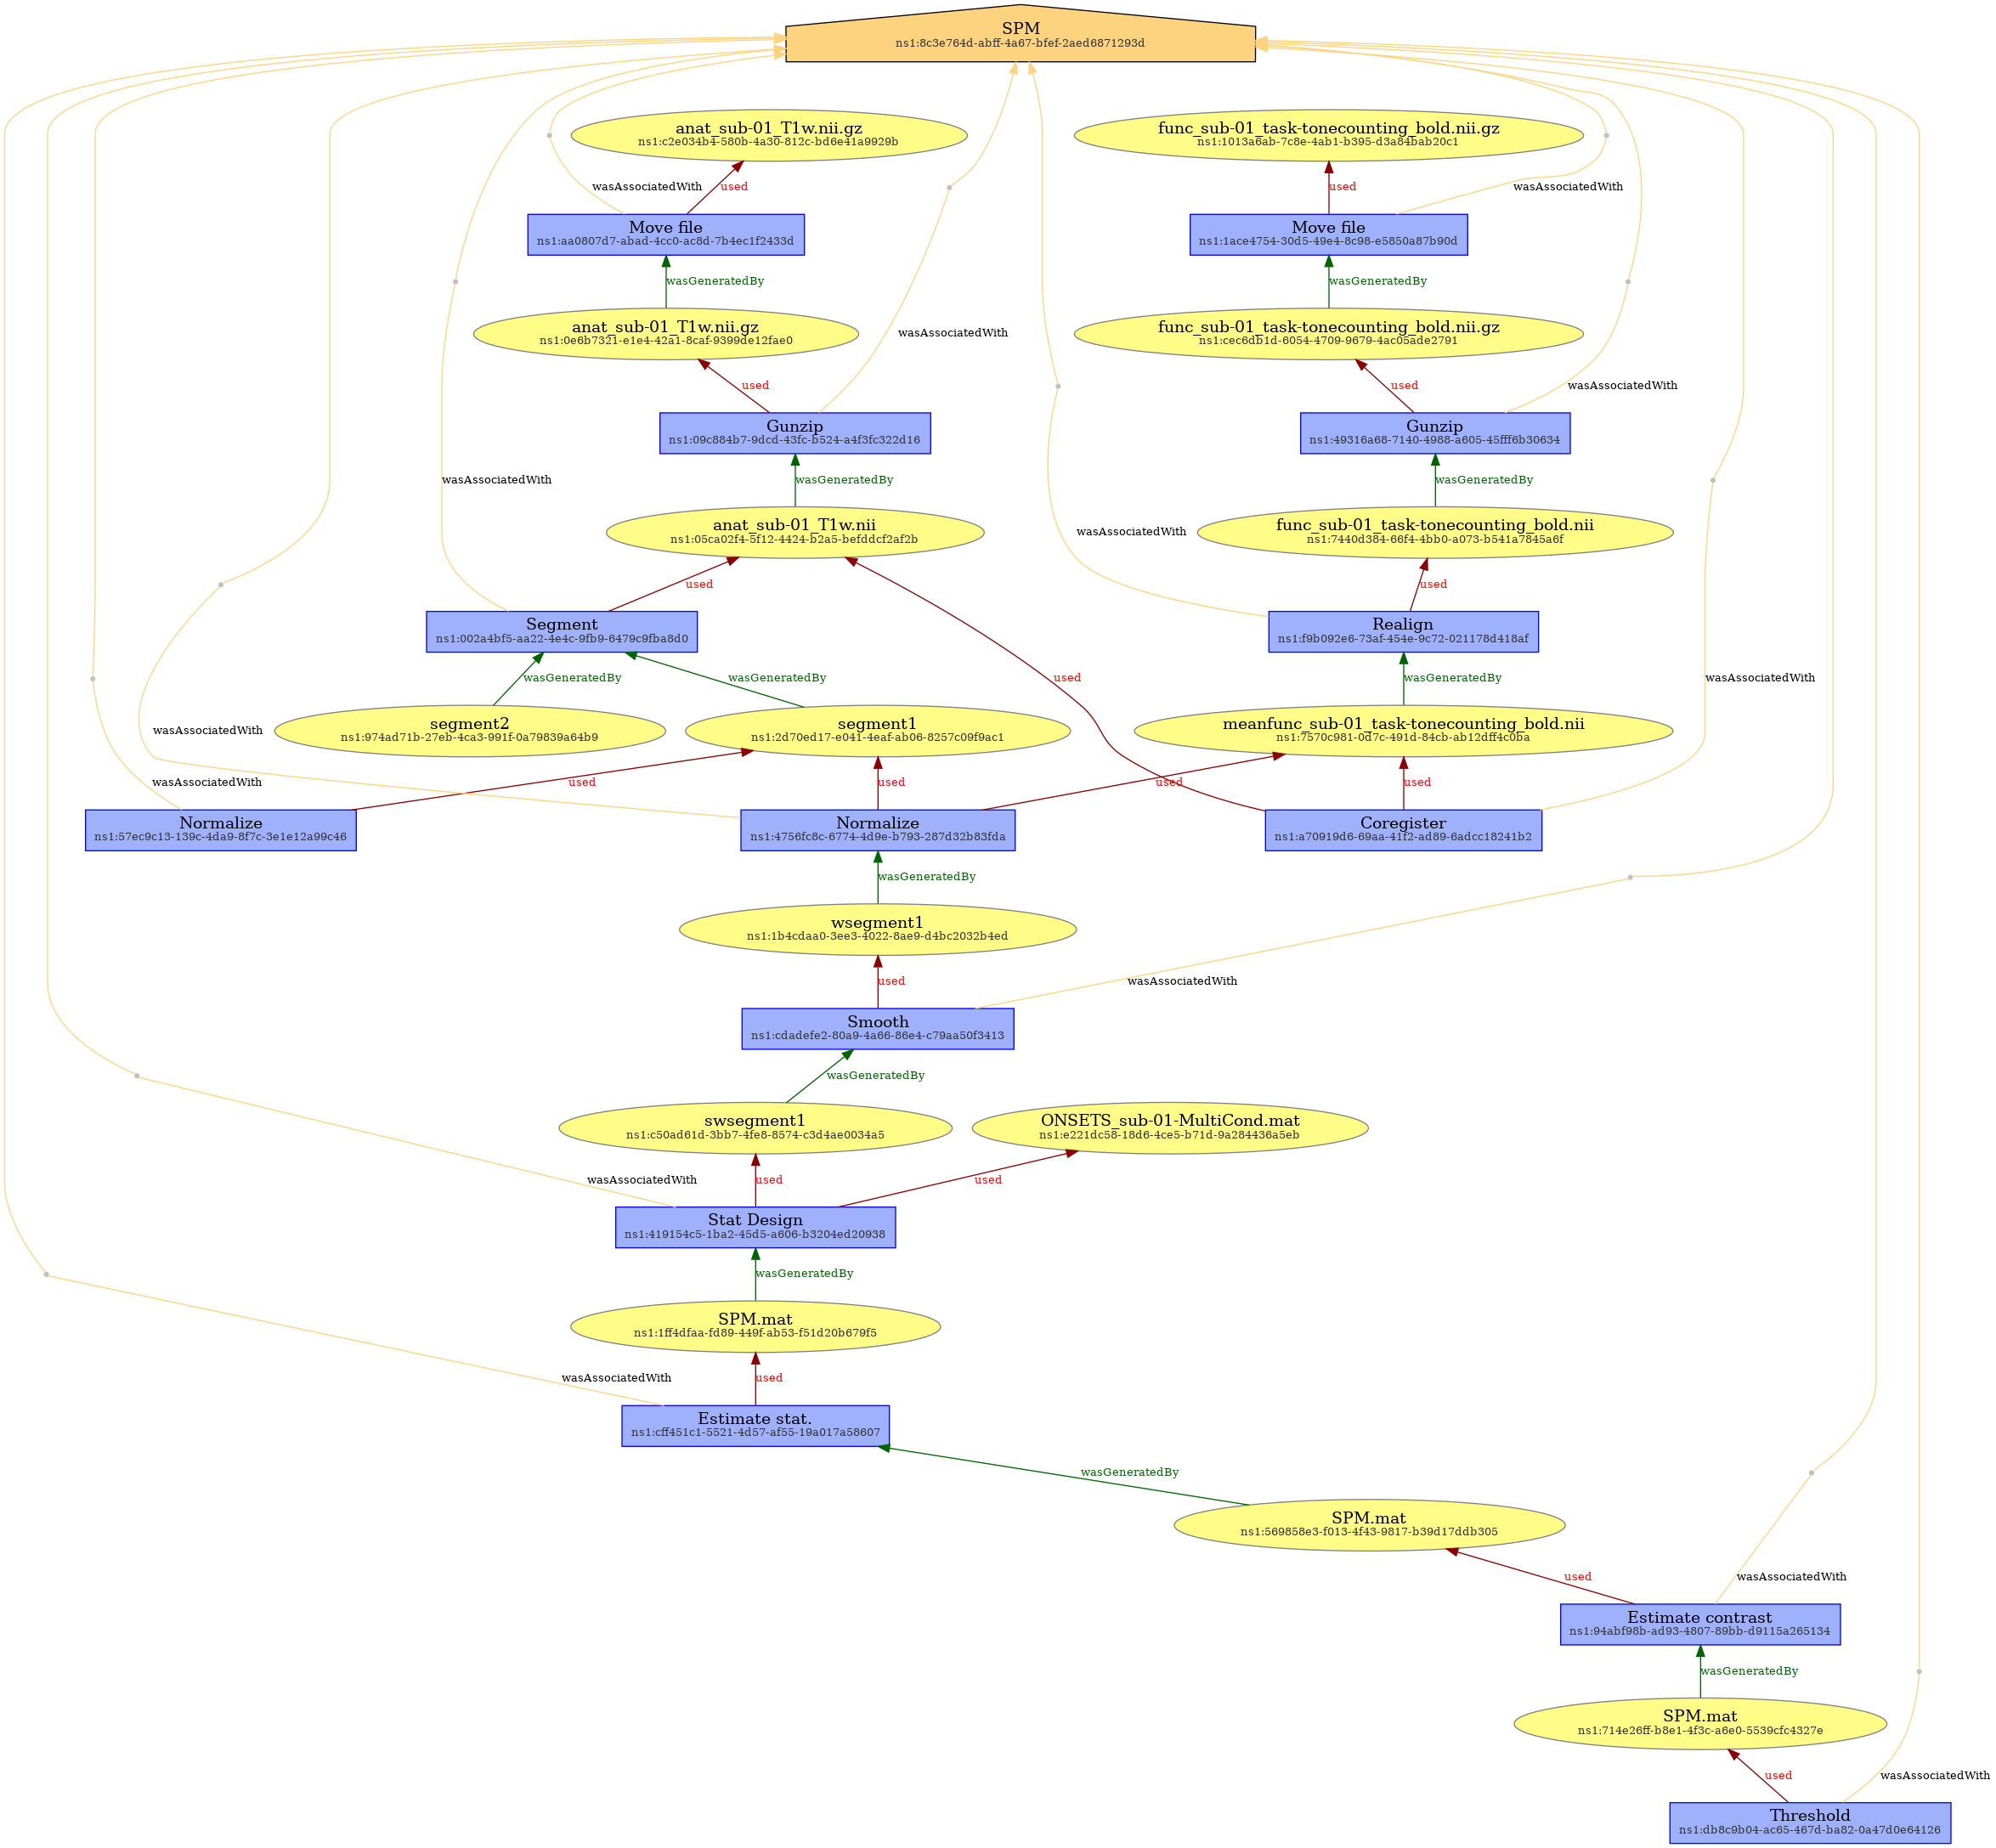 SPM
ns1:8c3e764d-abff-4a67-bfef-2aed6871293d
anat_sub-01_T1w.nii.gz
ns1:c2e034b4-580b-4a30-812c-bd6e41a9929b
func_sub-01_task-tonecounting_bold.nii.gz
ns1:1013a6ab-7c8e-4ab1-b395-d3a84bab20c1
wasAssociatedWith
used
used
wasAssociatedWith
Move file
ns1:aa0807d7-abad-4cc0-ac8d-7b4ec1f2433d
Move file
ns1:1ace4754-30d5-49e4-8c98-e5850a87b90d
wasGeneratedBy
wasGeneratedBy
anat_sub-01_T1w.nii.gz
ns1:0e6b7321-e1e4-42a1-8caf-9399de12fae0
wasAssociatedWith
func_sub-01_task-tonecounting_bold.nii.gz
ns1:cec6db1d-6054-4709-9679-4ac05ade2791
used
used
wasAssociatedWith
Gunzip
ns1:09c884b7-9dcd-43fc-b524-a4f3fc322d16
Gunzip
ns1:49316a68-7140-4988-a605-45fff6b30634
wasAssociatedWith
wasGeneratedBy
wasGeneratedBy
anat_sub-01_T1w.nii
ns1:05ca02f4-5f12-4424-b2a5-befddcf2af2b
wasAssociatedWith
func_sub-01_task-tonecounting_bold.nii
ns1:7440d384-66f4-4bb0-a073-b541a7845a6f
used
used
Segment
ns1:002a4bf5-aa22-4e4c-9fb9-6479c9fba8d0
Realign
ns1:f9b092e6-73af-454e-9c72-021178d418af
wasGeneratedBy
wasGeneratedBy
used
wasGeneratedBy
wasAssociatedWith
wasAssociatedWith
segment2
ns1:974ad71b-27eb-4ca3-991f-0a79839a64b9
segment1
ns1:2d70ed17-e041-4eaf-ab06-8257c09f9ac1
meanfunc_sub-01_task-tonecounting_bold.nii
ns1:7570c981-0d7c-491d-84cb-ab12dff4c0ba
wasAssociatedWith
used
used
used
used
Normalize
ns1:57ec9c13-139c-4da9-8f7c-3e1e12a99c46
Normalize
ns1:4756fc8c-6774-4d9e-b793-287d32b83fda
Coregister
ns1:a70919d6-69aa-41f2-ad89-6adcc18241b2
wasGeneratedBy
wsegment1
ns1:1b4cdaa0-3ee3-4022-8ae9-d4bc2032b4ed
used
wasAssociatedWith
Smooth
ns1:cdadefe2-80a9-4a66-86e4-c79aa50f3413
wasGeneratedBy
swsegment1
ns1:c50ad61d-3bb7-4fe8-8574-c3d4ae0034a5
ONSETS_sub-01-MultiCond.mat
ns1:e221dc58-18d6-4ce5-b71d-9a284436a5eb
wasAssociatedWith
used
used
Stat Design
ns1:419154c5-1ba2-45d5-a606-b3204ed20938
wasGeneratedBy
SPM.mat
ns1:1ff4dfaa-fd89-449f-ab53-f51d20b679f5
wasAssociatedWith
used
Estimate stat.
ns1:cff451c1-5521-4d57-af55-19a017a58607
wasGeneratedBy
SPM.mat
ns1:569858e3-f013-4f43-9817-b39d17ddb305
used
wasAssociatedWith
Estimate contrast
ns1:94abf98b-ad93-4807-89bb-d9115a265134
wasGeneratedBy
SPM.mat
ns1:714e26ff-b8e1-4f3c-a6e0-5539cfc4327e
used
wasAssociatedWith
Threshold
ns1:db8c9b04-ac65-467d-ba82-0a47d0e64126